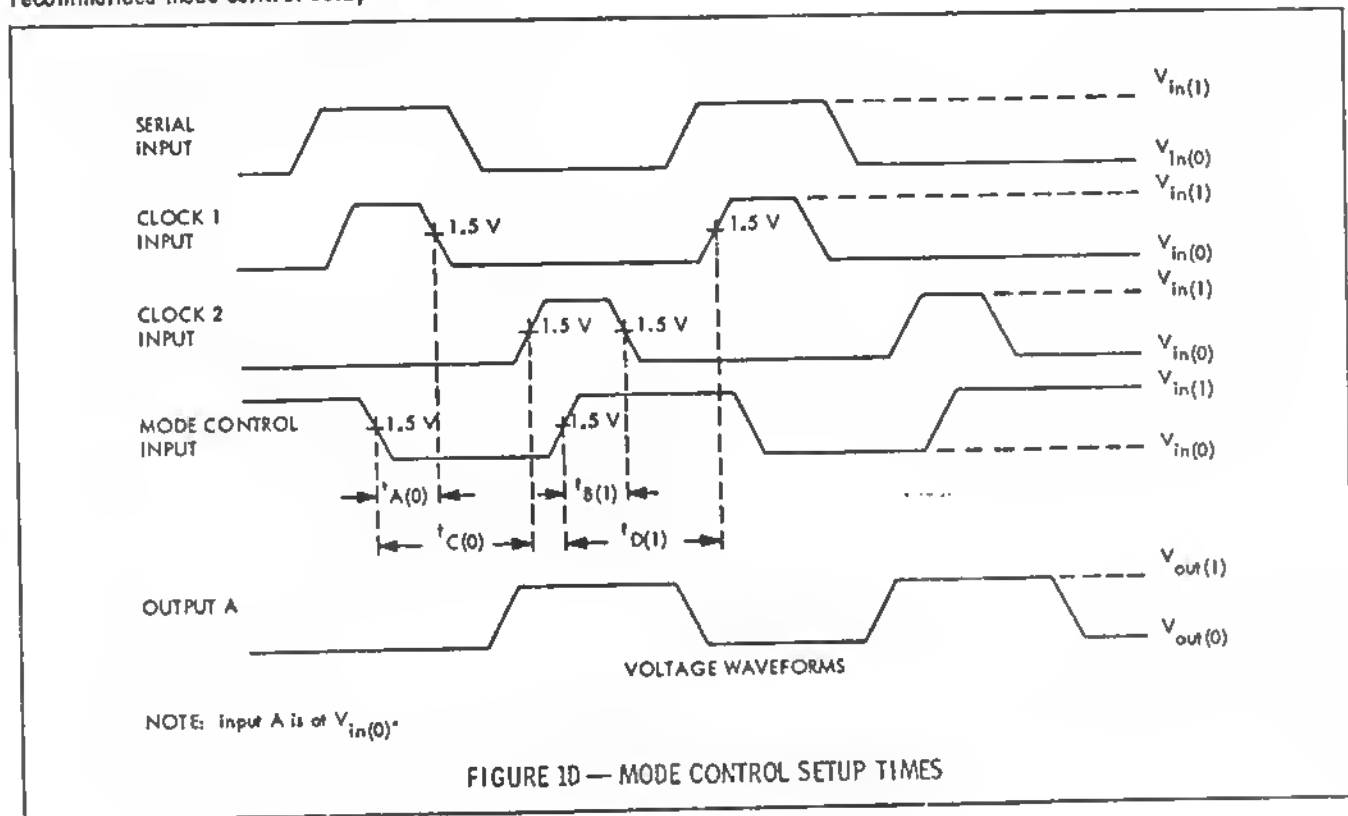 SERIAL
INPUT
V_in(1)
V_in(0)
CLOCK 1
INPUT
1.5 V
1.5 V
V_in(1)
V_in(0)
CLOCK 2
INPUT
1.5 V
1.5 V
V_in(1)
V_in(0)
MODE CONTROL
INPUT
1.5 V
1.5 V
V_in(1)
V_in(0)
t_A(0)
t_B(1)
t_C(0)
t_D(1)
OUTPUT A
V_out(1)
V_out(0)
VOLTAGE WAVEFORMS
NOTE: Input A is at V_in(0).
FIGURE 1D — MODE CONTROL SETUP TIMES